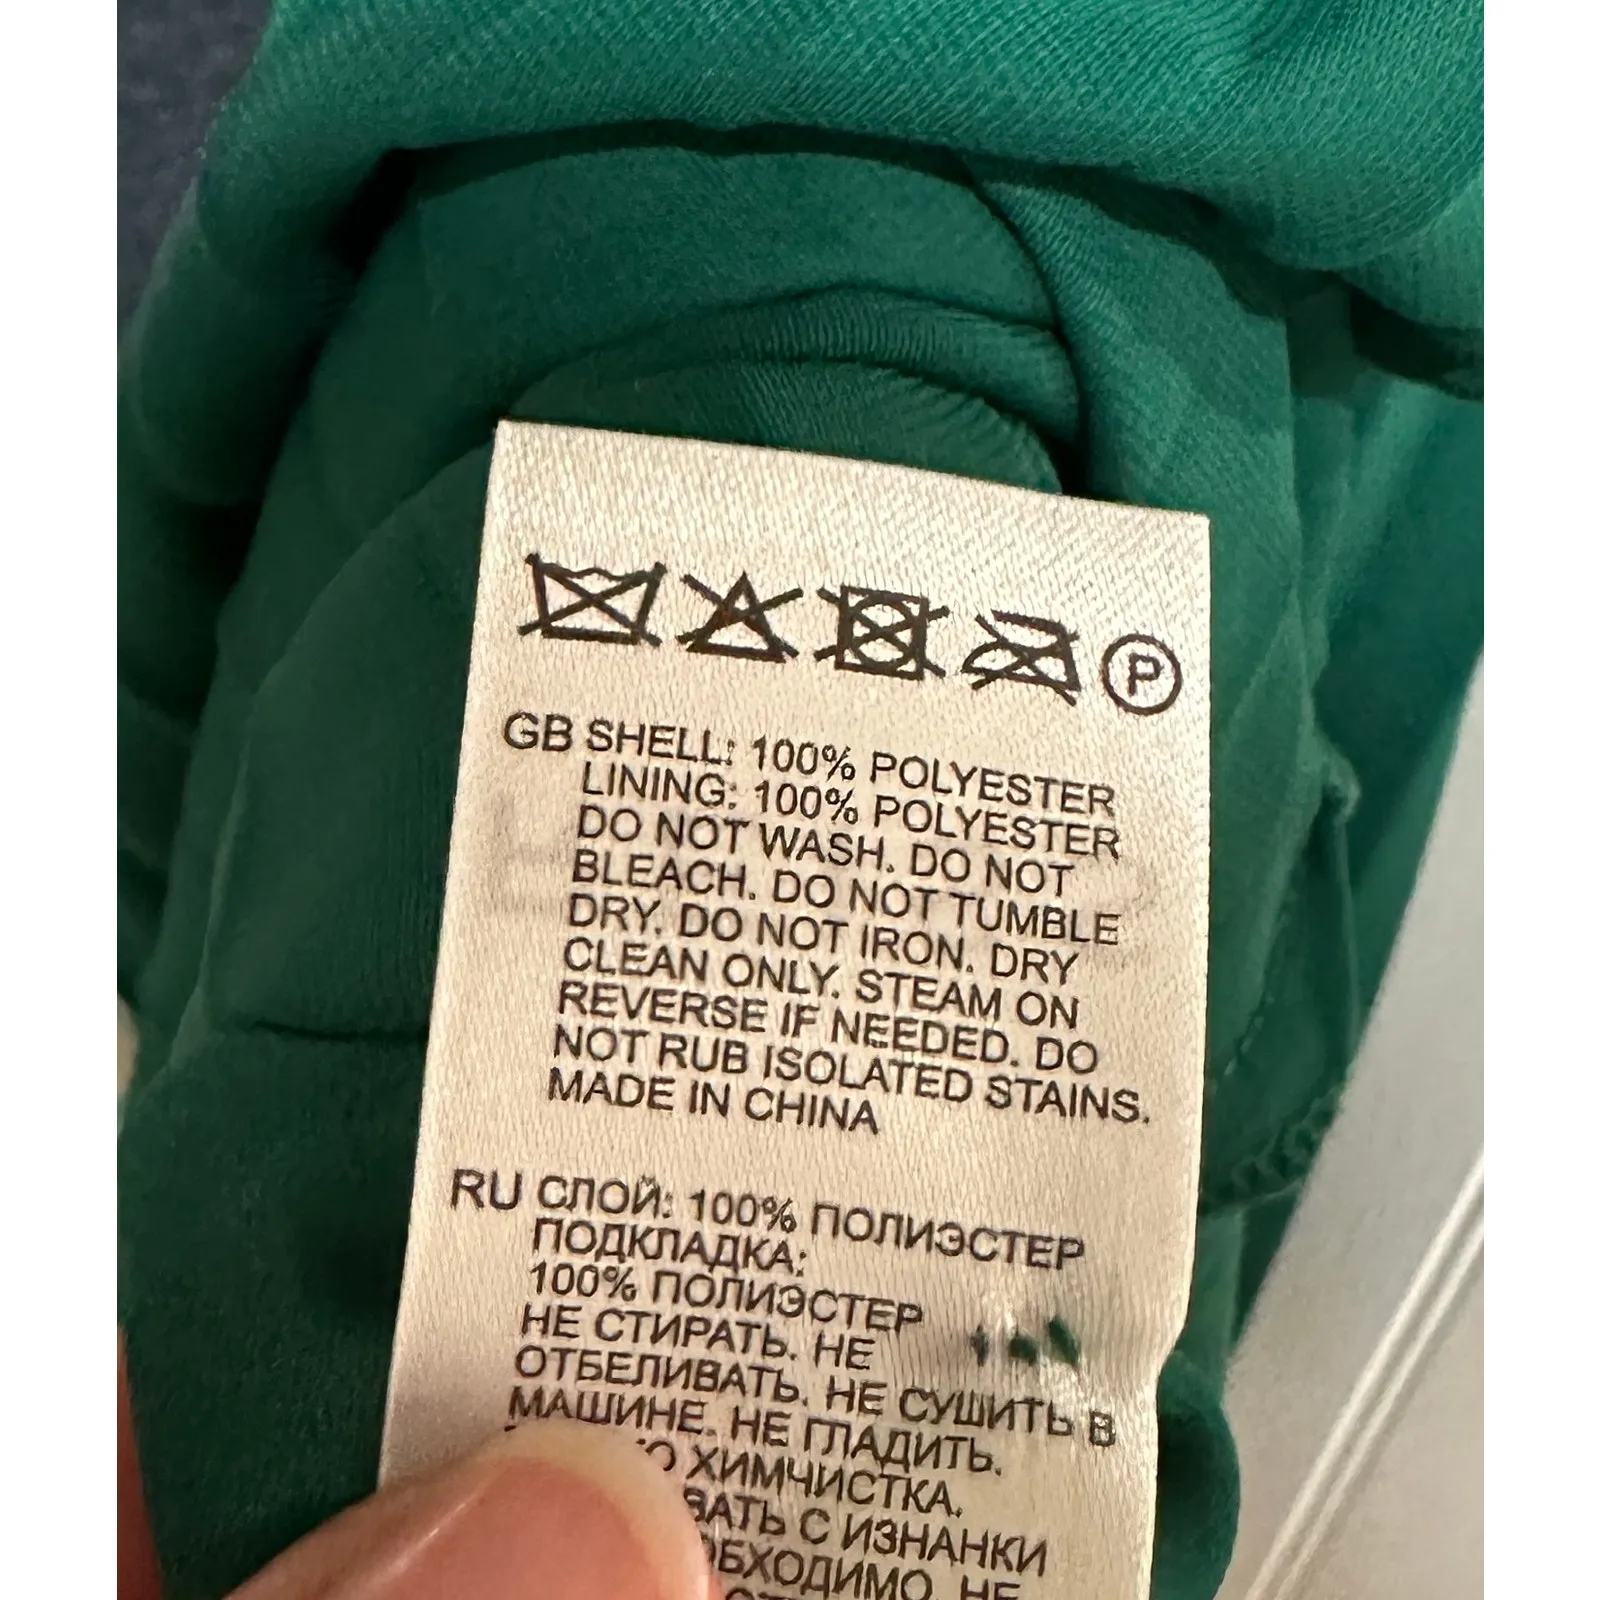 P
GB SHELL: 100% POLYESTER
LINING: 100% POLYESTER
DO NOT WASH. DO NOT
BLEACH. DO NOT TUMBLE
DRY. DO NOT IRON. DRY
CLEAN ONLY. STEAM ON
REVERSE IF NEEDED. DO
NOT RUB ISOLATED STAINS.
MADE IN CHINA
RU СЛОЙ: 100% ПОЛИЭСТЕР
ПОДКЛАДКА:
100% ПОЛИЭСТЕР
НЕ СТИРАТЬ. НЕ
ОТБЕЛИВАТЬ. НЕ СУШИТЬ В
МАШИНЕ. НЕ ГЛАДИТЬ.
ХИМЧИСТКА.
С ИЗНАНКИ
НЕ